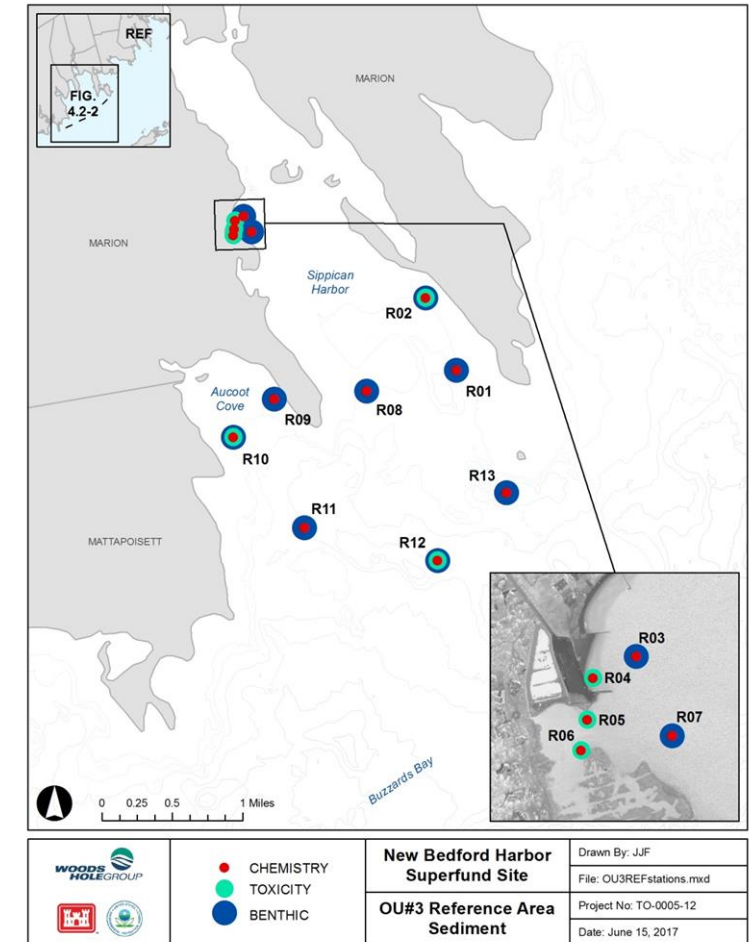 REF
FIG.
4.2-2
MARION
MARION
Sippican
Harbor
R02
R01
R08
Aucoot
Cove
R09
R10
R13
R11
R12
MATTAPOISETT
R03
R04
R05
R06
R07
Buzzards Bay
0 0.25 0.5 1 Miles
WOODS
HOLE GROUP
CHEMISTRY
TOXICITY
BENTHIC
New Bedford Harbor
Superfund Site
OU#3 Reference Area
Sediment
Drawn By: JJF
File: OU3REFstations.mxd
Project No: TO-0005-12
Date: June 15, 2017